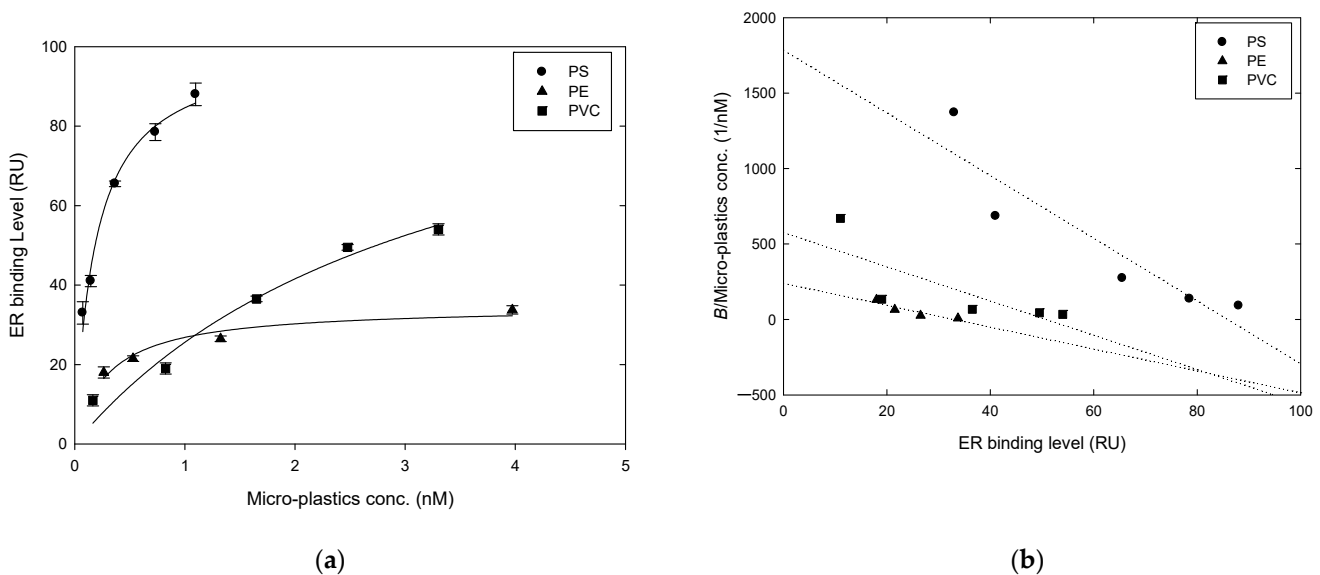 100
80
60
40
20
0
ER binding Level (RU)
PS
PE
PVC
0 1 2 3 4 5
Micro-plastics conc. (nM)
(a)
2000
1500
1000
500
0
−500
B/Micro-plastics conc. (1/nM)
PS
PE
PVC
0 20 40 60 80 100
ER binding level (RU)
(b)